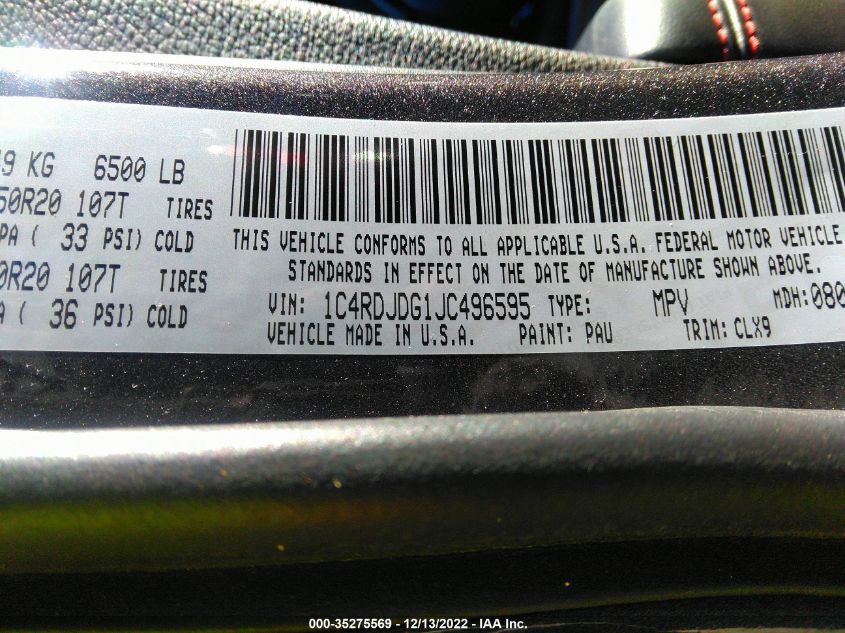 9 KG 6500 LB
50R20 107T TIRES
PA ( 33 PSI) COLD
0R20 107T TIRES
A ( 36 PSI) COLD
THIS VEHICLE CONFORMS TO ALL APPLICABLE U.S.A. FEDERAL MOTOR VEHICLE
STANDARDS IN EFFECT ON THE DATE OF MANUFACTURE SHOWN ABOVE.
VIN: 1C4RDJDG1JC496595 TYPE: MPV MDH: 080
VEHICLE MADE IN U.S.A. PAINT: PAU TRIM: CLX9
000-35275569 - 12/13/2022 - IAA Inc.